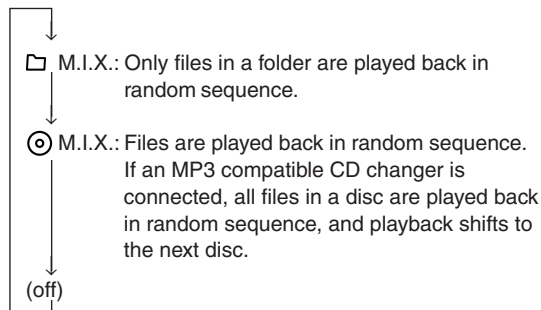 M.I.X.: Only files in a folder are played back in
random sequence.
M.I.X.: Files are played back in random sequence.
If an MP3 compatible CD changer is
connected, all files in a disc are played back
in random sequence, and playback shifts to
the next disc.
(off)